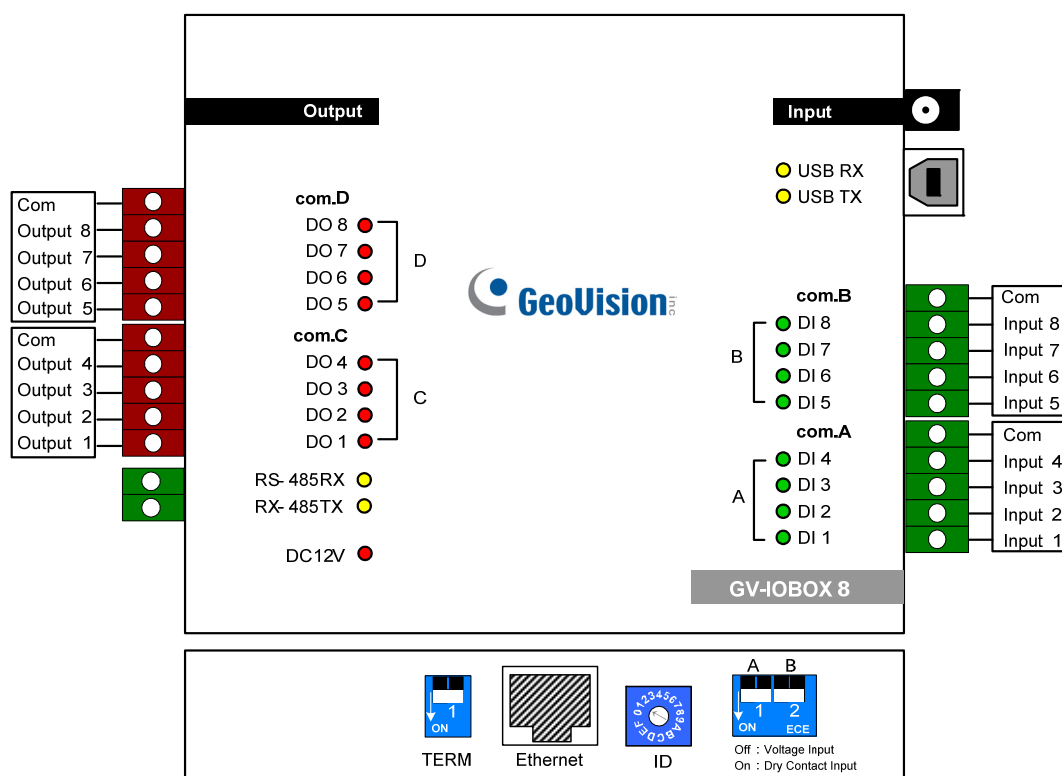 Output
Input
USB RX
USB TX
Com
Output 8
Output 7
Output 6
Output 5
Com
Output 4
Output 3
Output 2
Output 1
com.D
DO 8
DO 7
DO 6
DO 5
D
com.C
DO 4
DO 3
DO 2
DO 1
C
RS-485RX
RX-485TX
DC12V
GeoVision inc
com.B
DI 8
DI 7
DI 6
DI 5
B
com.A
DI 4
DI 3
DI 2
DI 1
A
Com
Input 8
Input 7
Input 6
Input 5
Com
Input 4
Input 3
Input 2
Input 1
GV-IOBOX 8
1
ON
TERM
Ethernet
0123456789ABCDEF
ID
A B
1 2
ON ECE
Off : Voltage Input
On : Dry Contact Input